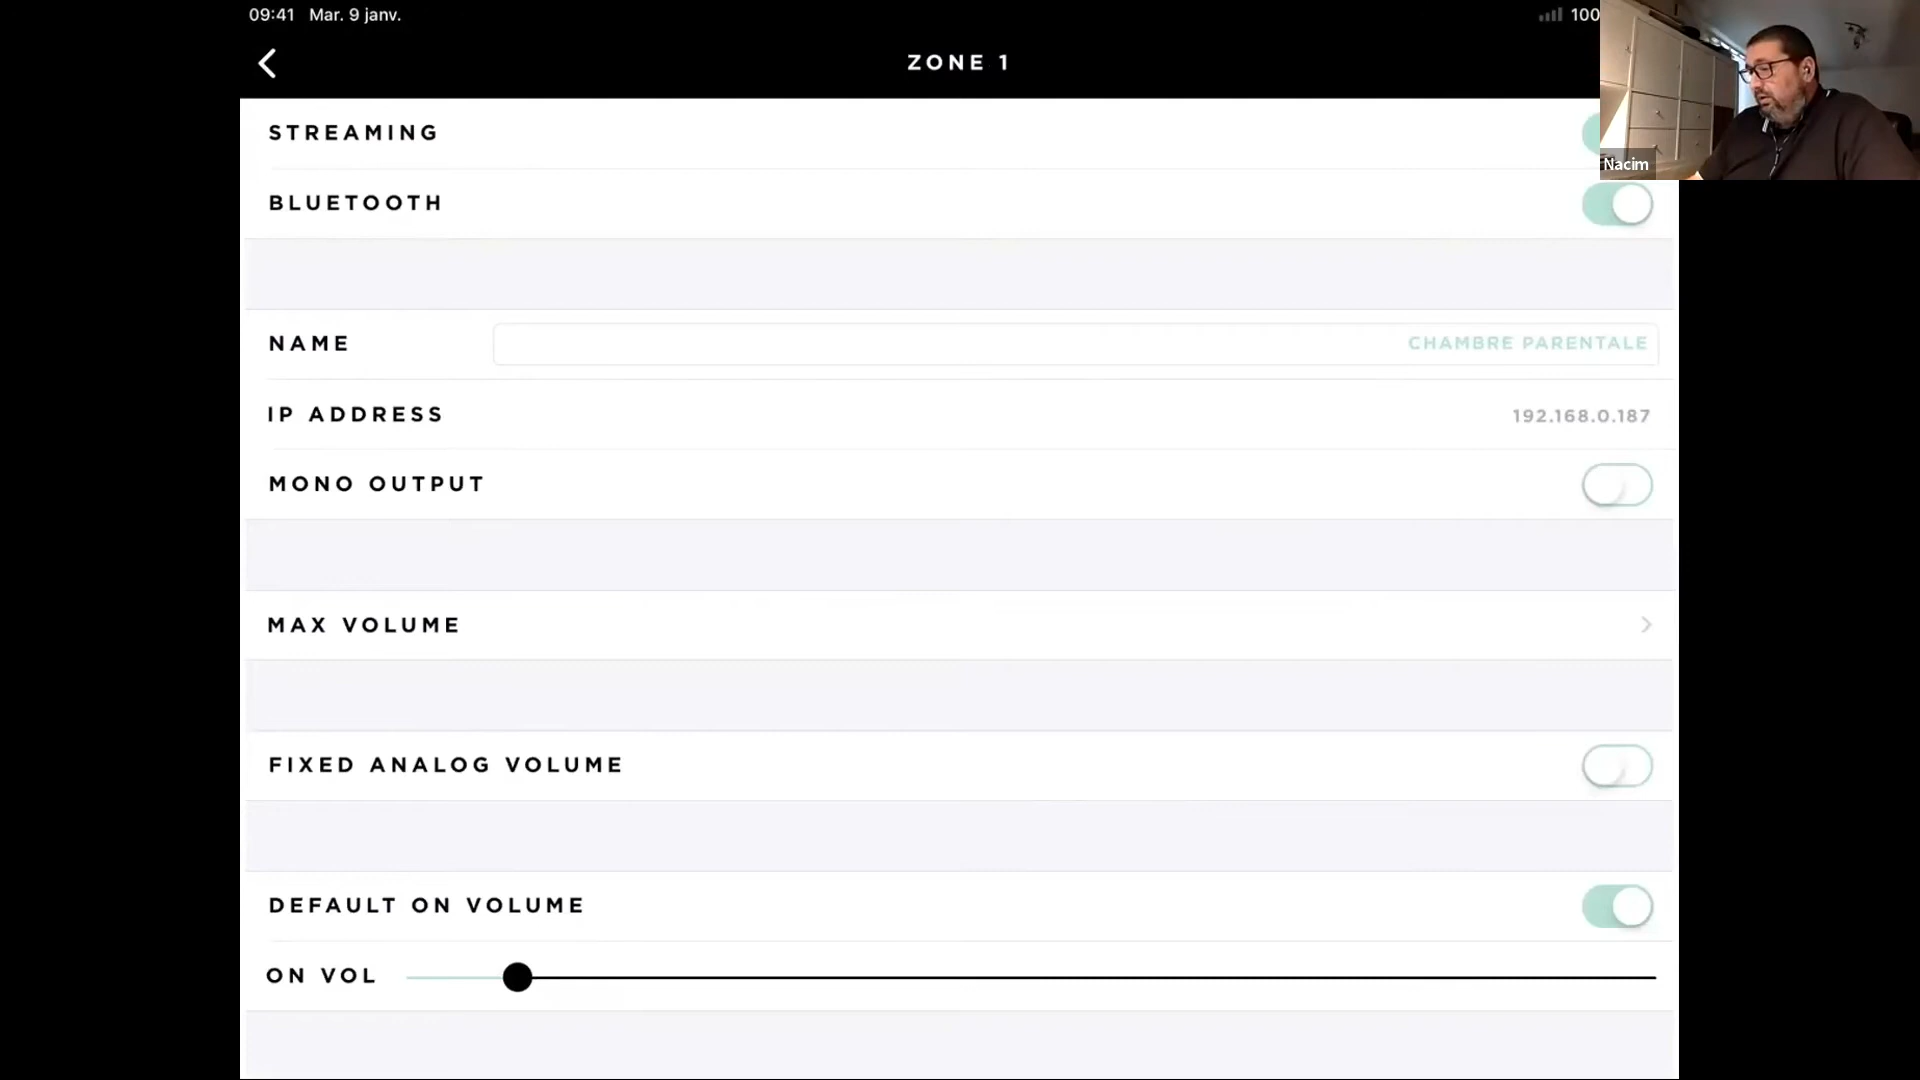 09:41 Mar. 9 janv. 100
ZONE 1
STREAMING
Nacim
BLUETOOTH
NAME CHAMBRE PARENTALE
IP ADDRESS 192.168.0.187
MONO OUTPUT
MAX VOLUME
FIXED ANALOG VOLUME
DEFAULT ON VOLUME
ON VOL